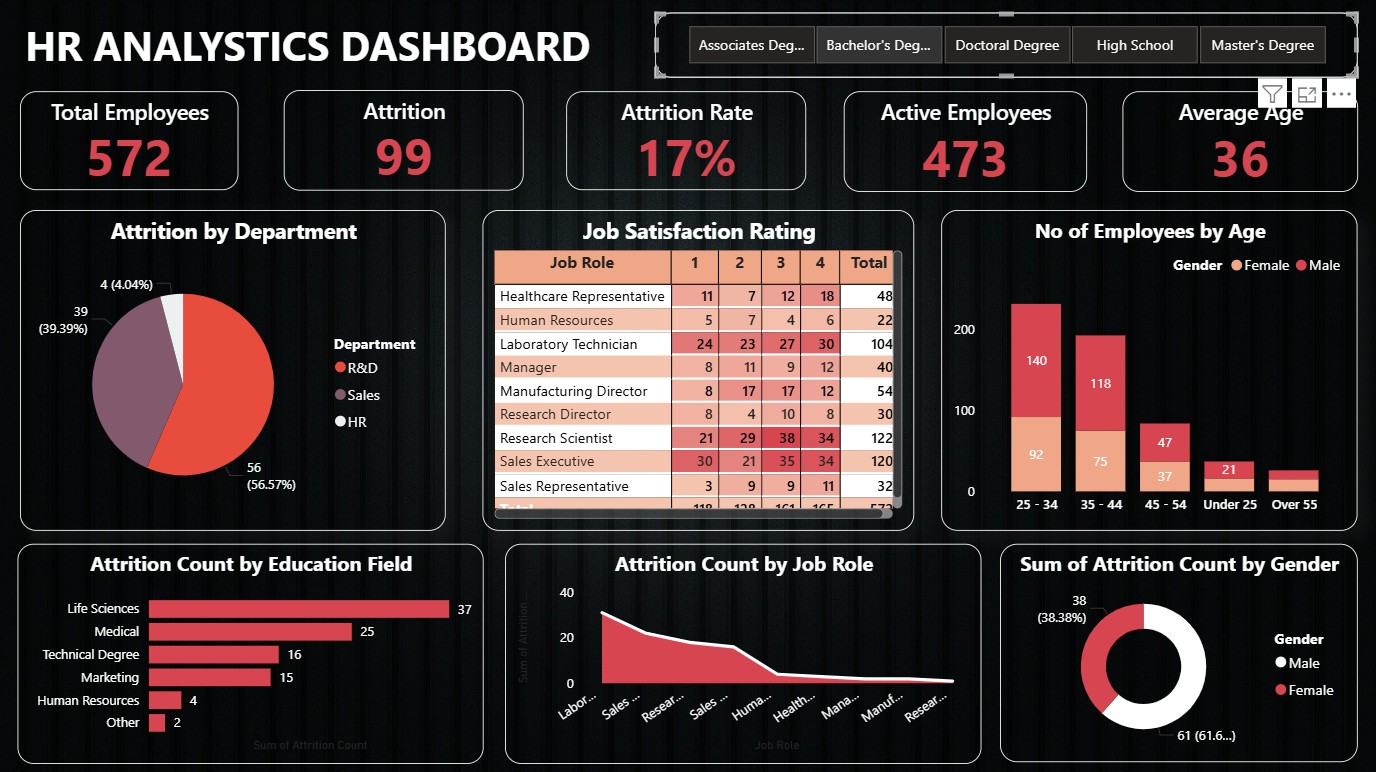 HR ANALYSTICS DASHBOARD
Associates Deg... Bachelor's Deg... Doctoral Degree High School Master's Degree
Total Employees
572
Attrition
99
Attrition Rate
17%
Active Employees
473
Average Age
36
Attrition by Department
4 (4.04%)
39
(39.39%)
56
(56.57%)
Department
R&D
Sales
HR
Job Satisfaction Rating
Job Role 1 2 3 4 Total
Healthcare Representative 11 7 12 18 48
Human Resources 5 7 4 6 22
Laboratory Technician 24 23 27 30 104
Manager 8 11 9 12 40
Manufacturing Director 8 17 17 12 54
Research Director 8 4 10 8 30
Research Scientist 21 29 38 34 122
Sales Executive 30 21 35 34 120
Sales Representative 3 9 9 11 32
Total 118 128 161 165 572
No of Employees by Age
Gender Female Male
200
100
0
140
92
118
75
47
37
21
25 - 34 35 - 44 45 - 54 Under 25 Over 55
Attrition Count by Education Field
Life Sciences 37
Medical 25
Technical Degree 16
Marketing 15
Human Resources 4
Other 2
Sum of Attrition Count
Attrition Count by Job Role
Sum of Attrition ...
40
20
0
Labor... Sales ... Resear... Sales ... Huma... Health... Mana... Manuf... Resear...
Job Role
Sum of Attrition Count by Gender
38
(38.38%)
61 (61.6...)
Gender
Male
Female